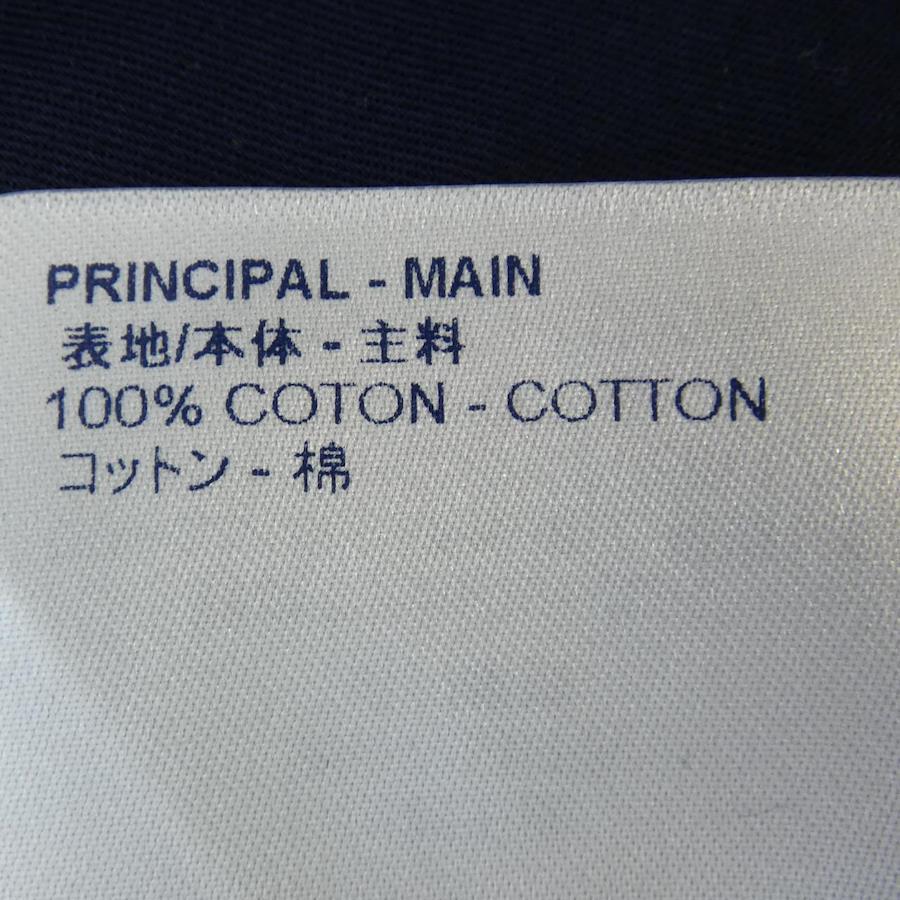 PRINCIPAL - MAIN
表地/本体 - 主料
100% COTON - COTTON
コットン - 棉